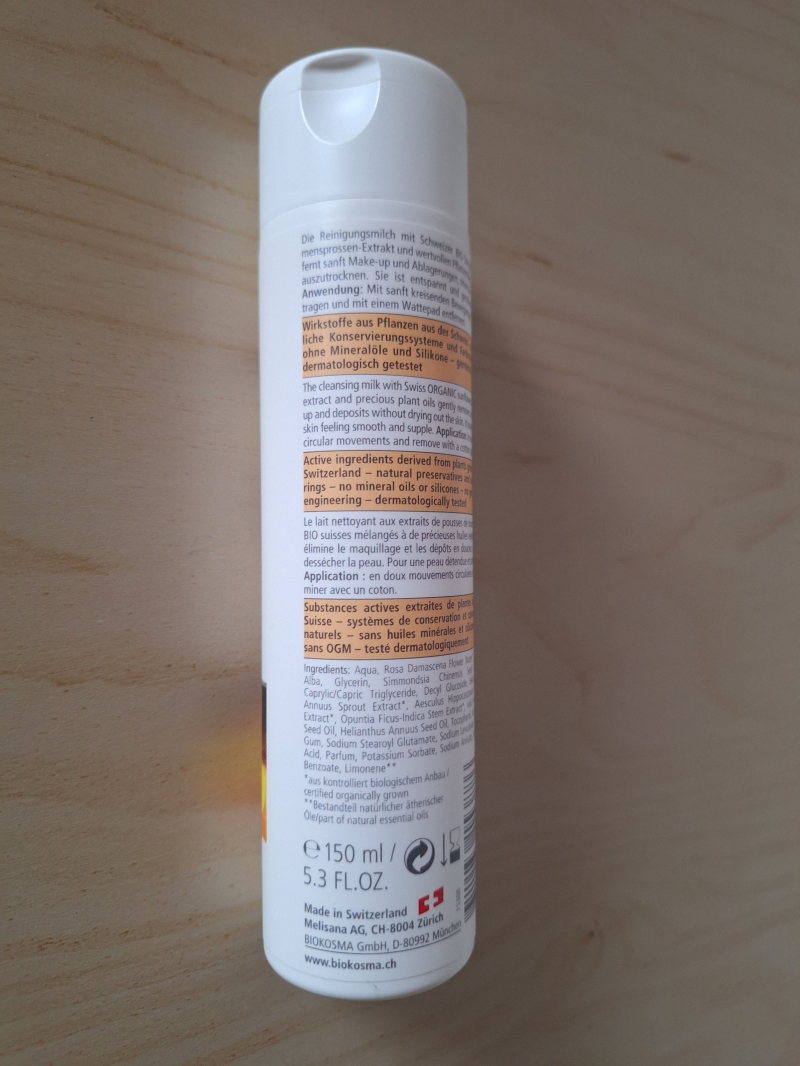 Die Reinigungsmilch mit Schweizer
mensprossen-Extrakt und wertvollen
fernt sanft Make-up und Ablagerungen,
auszutrocknen. Sie ist entspannt und
Anwendung: Mit sanft kreisenden
tragen und mit einem Wattepad entfernen.
Wirkstoffe aus Pflanzen aus der
liche Konservierungssysteme und
ohne Mineralöle und Silikone –
dermatologisch getestet
The cleansing milk with Swiss ORGANIC
extract and precious plant oils gently
up and deposits without drying out the skin.
skin feeling smooth and supple. Application:
circular movements and remove with a
Active ingredients derived from plants
Switzerland – natural preservatives
rings – no mineral oils or silicones –
engineering – dermatologically tested
Le lait nettoyant aux extraits de pousses de
BIO suisses mélangés à de précieuses huiles
élimine le maquillage et les dépôts en
dessécher la peau. Pour une peau détendue
Application : en doux mouvements
miner avec un coton.
Substances actives extraites de plantes
Suisse – systèmes de conservation et
naturels – sans huiles minérales et
sans OGM – testé dermatologiquement
Ingredients: Aqua, Rosa Damascena Flower
Alba, Glycerin, Simmondsia Chinensis
Caprylic/Capric Triglyceride, Decyl Glucoside,
Annuus Sprout Extract*, Aesculus
Extract*, Opuntia Ficus-Indica Stem Extract*,
Seed Oil, Helianthus Annuus Seed Oil, Tocopherol,
Gum, Sodium Stearoyl Glutamate, Sodium
Acid, Parfum, Potassium Sorbate, Sodium
Benzoate, Limonene**
*aus kontrolliert biologischem Anbau /
certified organically grown
**Bestandteil natürlicher ätherischer
Öle/part of natural essential oils
℮ 150 ml /
5.3 FL.OZ.
Made in Switzerland
Melisana AG, CH-8004 Zürich
BIOKOSMA GmbH, D-80992 München
www.biokosma.ch